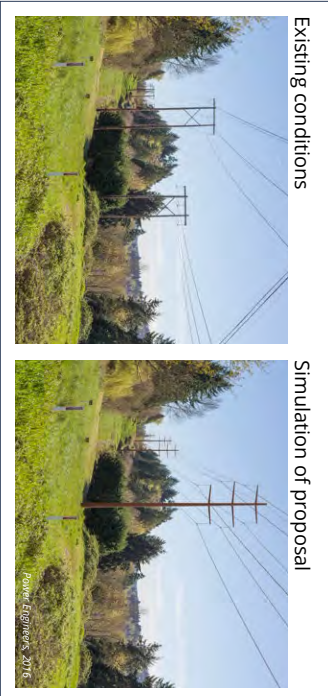 Existing conditions
Simulation of proposal
Power Engineers, 2016